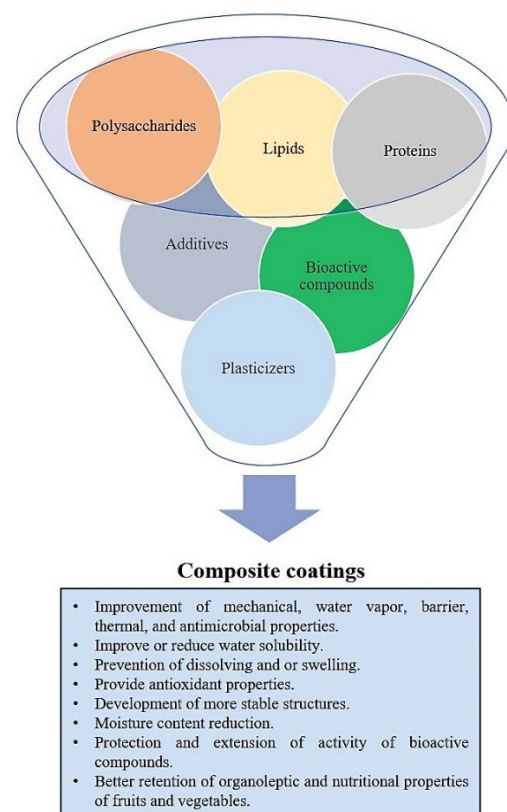 Polysaccharides
Lipids
Proteins
Additives
Bioactive
compounds
Plasticizers
Composite coatings
• Improvement of mechanical, water vapor, barrier,
thermal, and antimicrobial properties.
• Improve or reduce water solubility.
• Prevention of dissolving and or swelling.
• Provide antioxidant properties.
• Development of more stable structures.
• Moisture content reduction.
• Protection and extension of activity of bioactive
compounds.
• Better retention of organoleptic and nutritional properties
of fruits and vegetables.